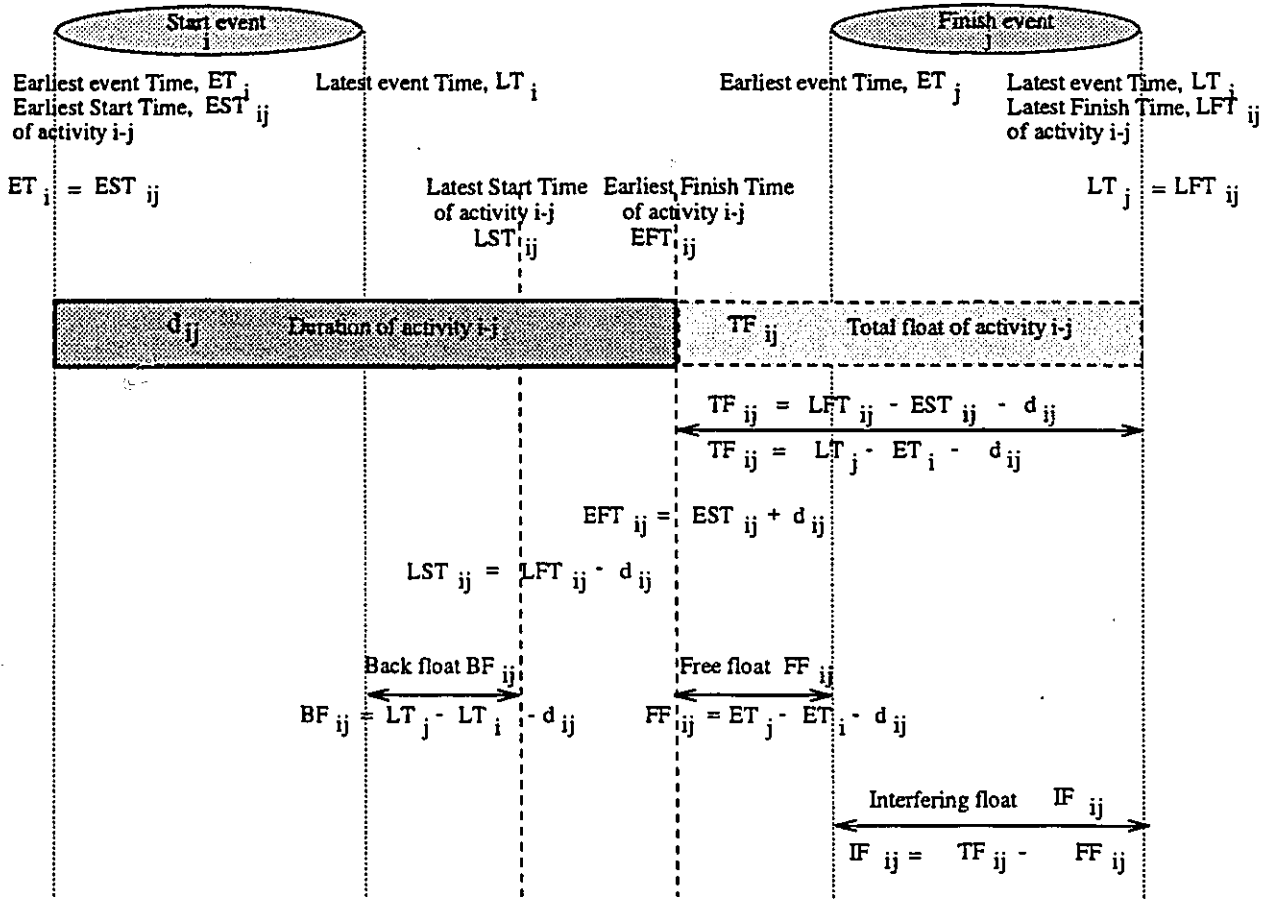 Start event
i
Finish event
j
Earliest event Time, ET i
Earliest Start Time, EST ij
of activity i-j
Latest event Time, LT i
Earliest event Time, ET j
Latest event Time, LT j
Latest Finish Time, LFT ij
of activity i-j
ET i = EST ij
Latest Start Time
of activity i-j
LST ij
Earliest Finish Time
of activity i-j
EFT ij
LT j = LFT ij
d ij Duration of activity i-j
TF ij Total float of activity i-j
TF ij = LFT ij - EST ij - d ij
TF ij = LT j - ET i - d ij
EFT ij = EST ij + d ij
LST ij = LFT ij - d ij
Back float BF ij
Free float FF ij
BF ij = LT j - LT i - d ij
FF ij = ET j - ET i - d ij
Interfering float IF ij
IF ij = TF ij - FF ij